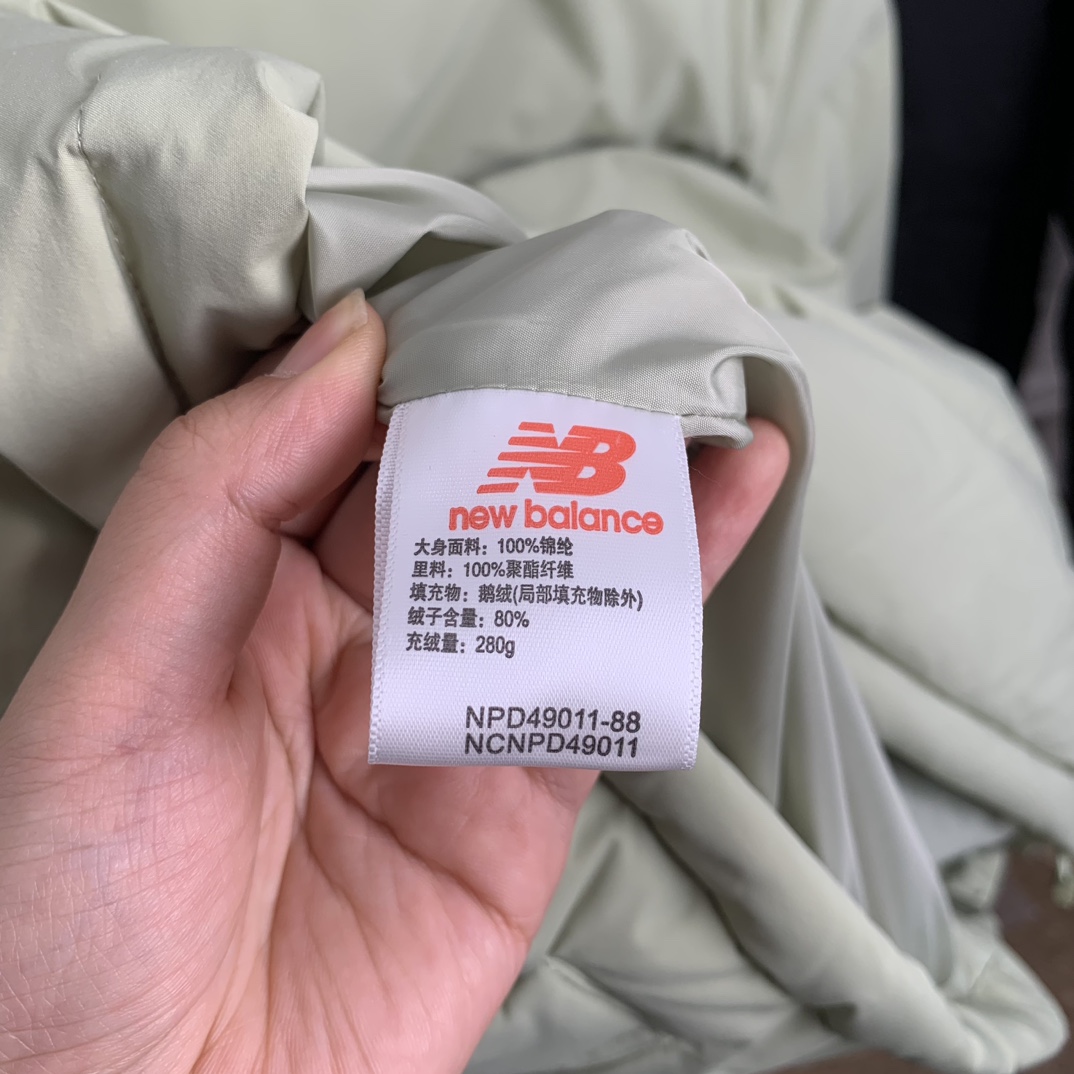 NB
new balance
大身面料：100%锦纶
里料：100%聚酯纤维
填充物：鹅绒(局部填充物除外)
绒子含量：80%
充绒量：280g
NPD49011-88
NCNPD49011